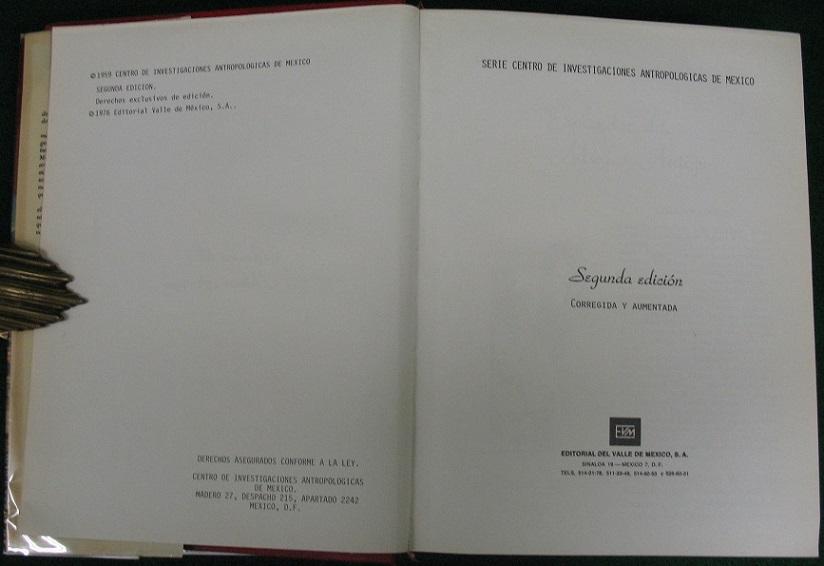 © 1959 CENTRO DE INVESTIGACIONES ANTROPOLOGICAS DE MEXICO
SEGUNDA EDICION.
Derechos exclusivos de edición.
© 1976 Editorial Valle de México, S.A..
DERECHOS ASEGURADOS CONFORME A LA LEY.
CENTRO DE INVESTIGACIONES ANTROPOLOGICAS
DE MEXICO.
MADERO 27, DESPACHO 215, APARTADO 2242
MEXICO, D.F.
SERIE CENTRO DE INVESTIGACIONES ANTROPOLOGICAS DE MEXICO
Segunda edición
CORREGIDA Y AUMENTADA
EVM
EDITORIAL DEL VALLE DE MEXICO, S. A.
SINALOA 19 — MEXICO 7, D. F.
TELS.